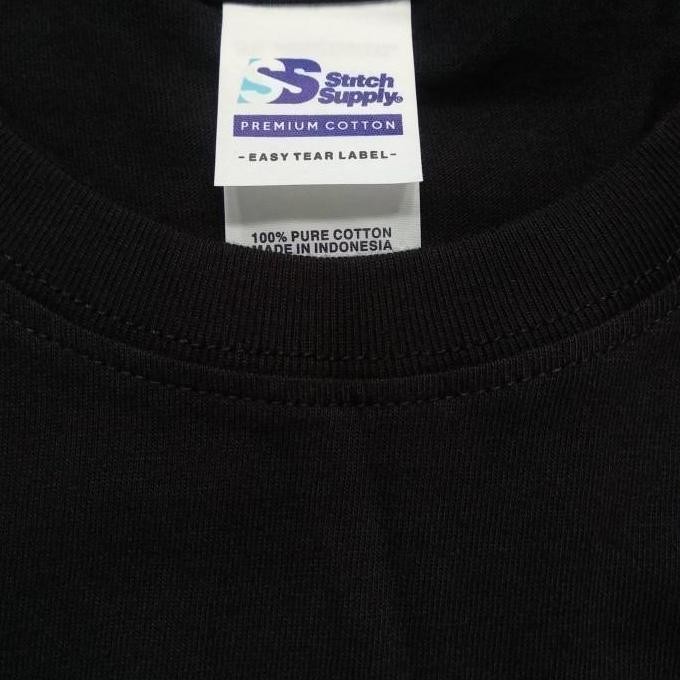 SS Stitch
Supply®
PREMIUM COTTON
-EASY TEAR LABEL-
100% PURE COTTON
MADE IN INDONESIA